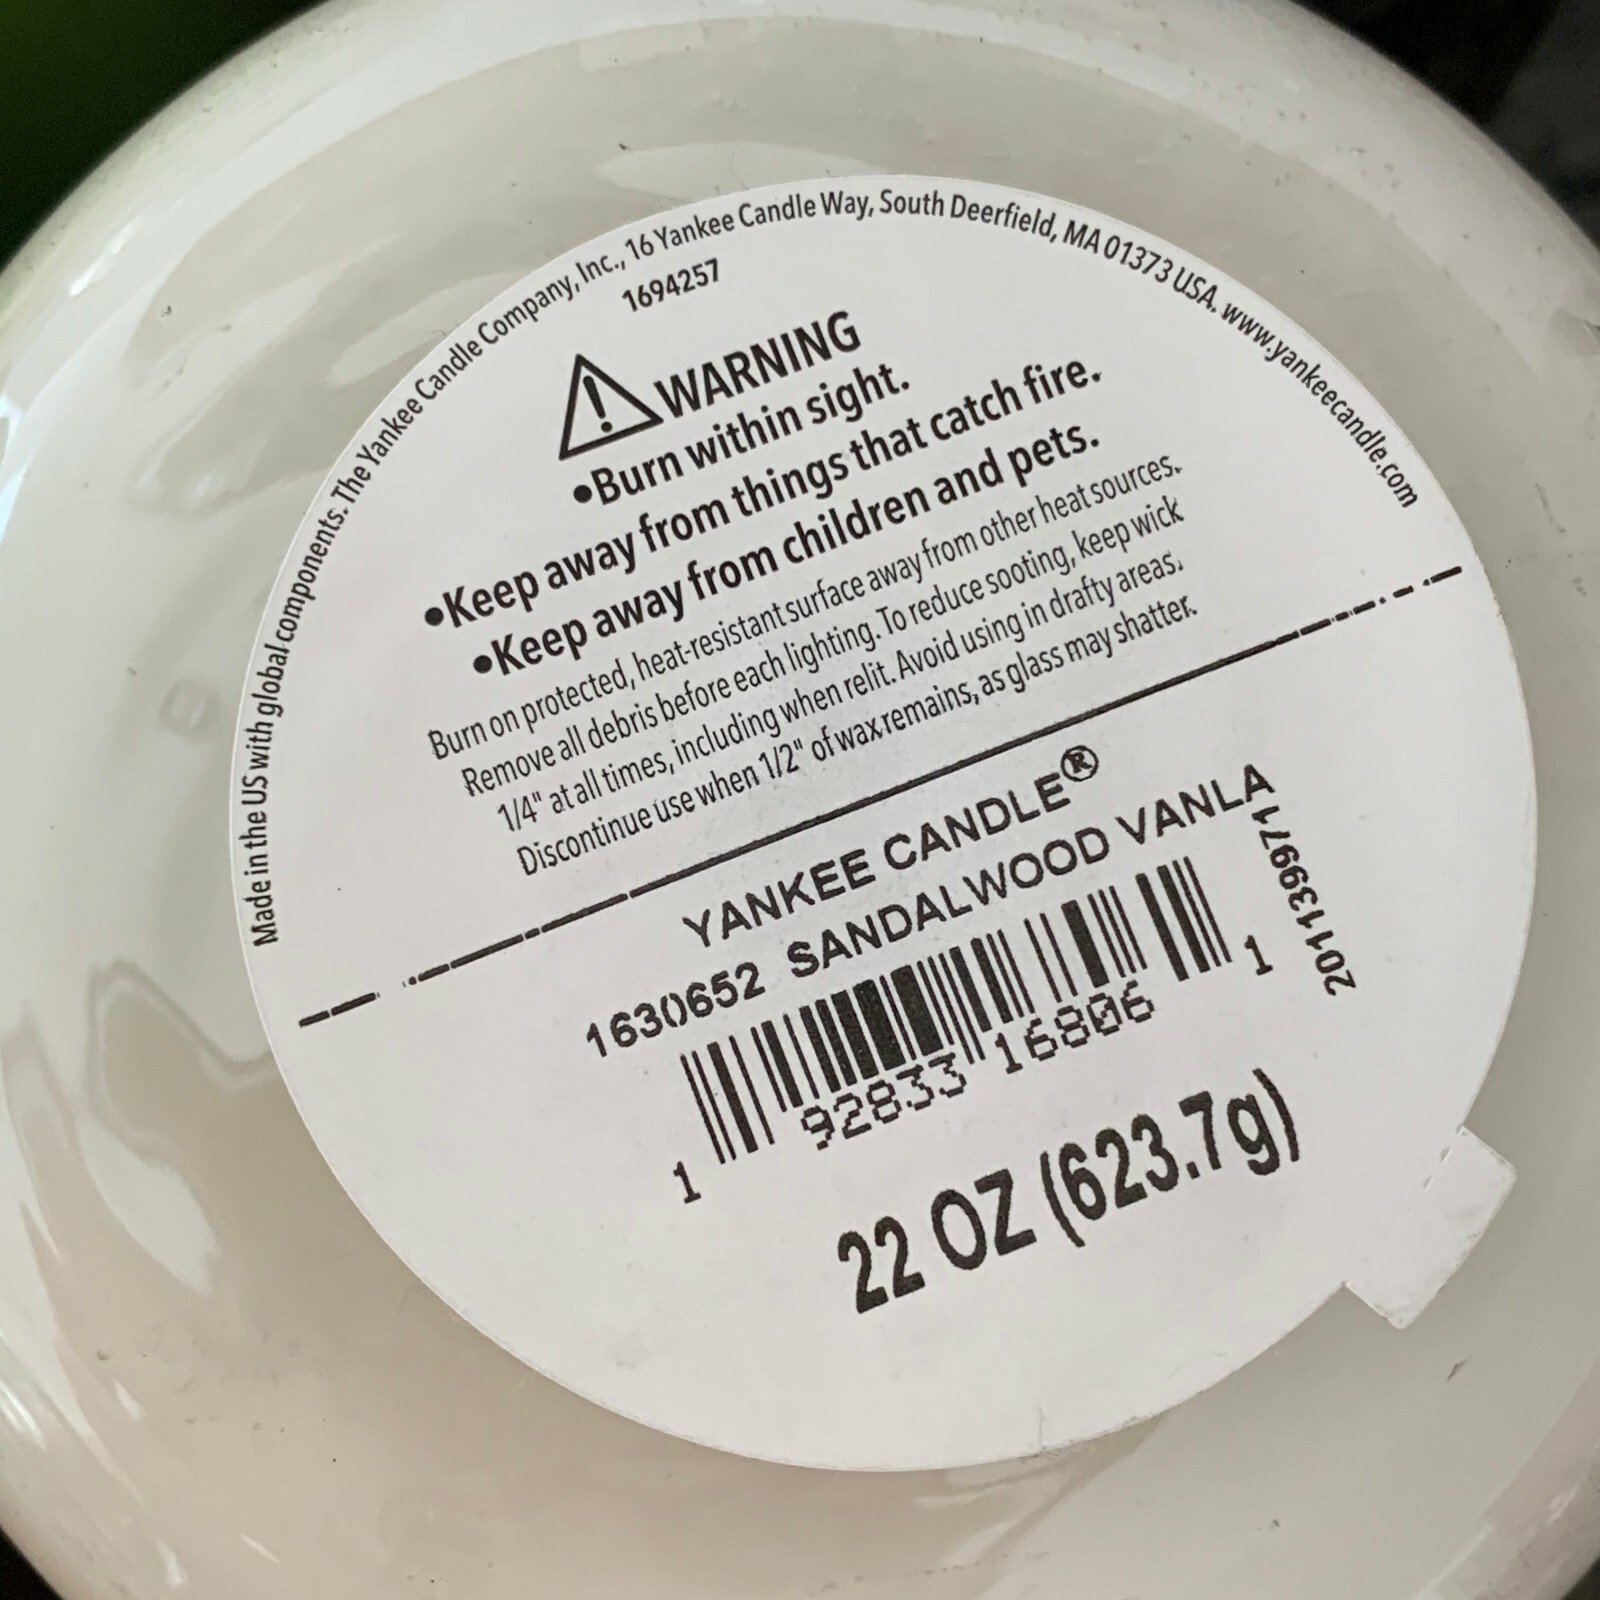 Made in the US with global components. The Yankee Candle Company, Inc., 16 Yankee Candle Way, South Deerfield, MA 01373 USA. www.yankeecandle.com
1694257
WARNING
•Burn within sight.
•Keep away from things that catch fire.
•Keep away from children and pets.
Burn on protected, heat-resistant surface away from other heat sources.
Remove all debris before each lighting. To reduce sooting, keep wick
1/4" at all times, including when relit. Avoid using in drafty areas.
Discontinue use when 1/2" of wax remains, as glass may shatter.
YANKEE CANDLE®
1630652 SANDALWOOD VANLA
2011399971
1 92833 16806 1
22 OZ (623.7g)